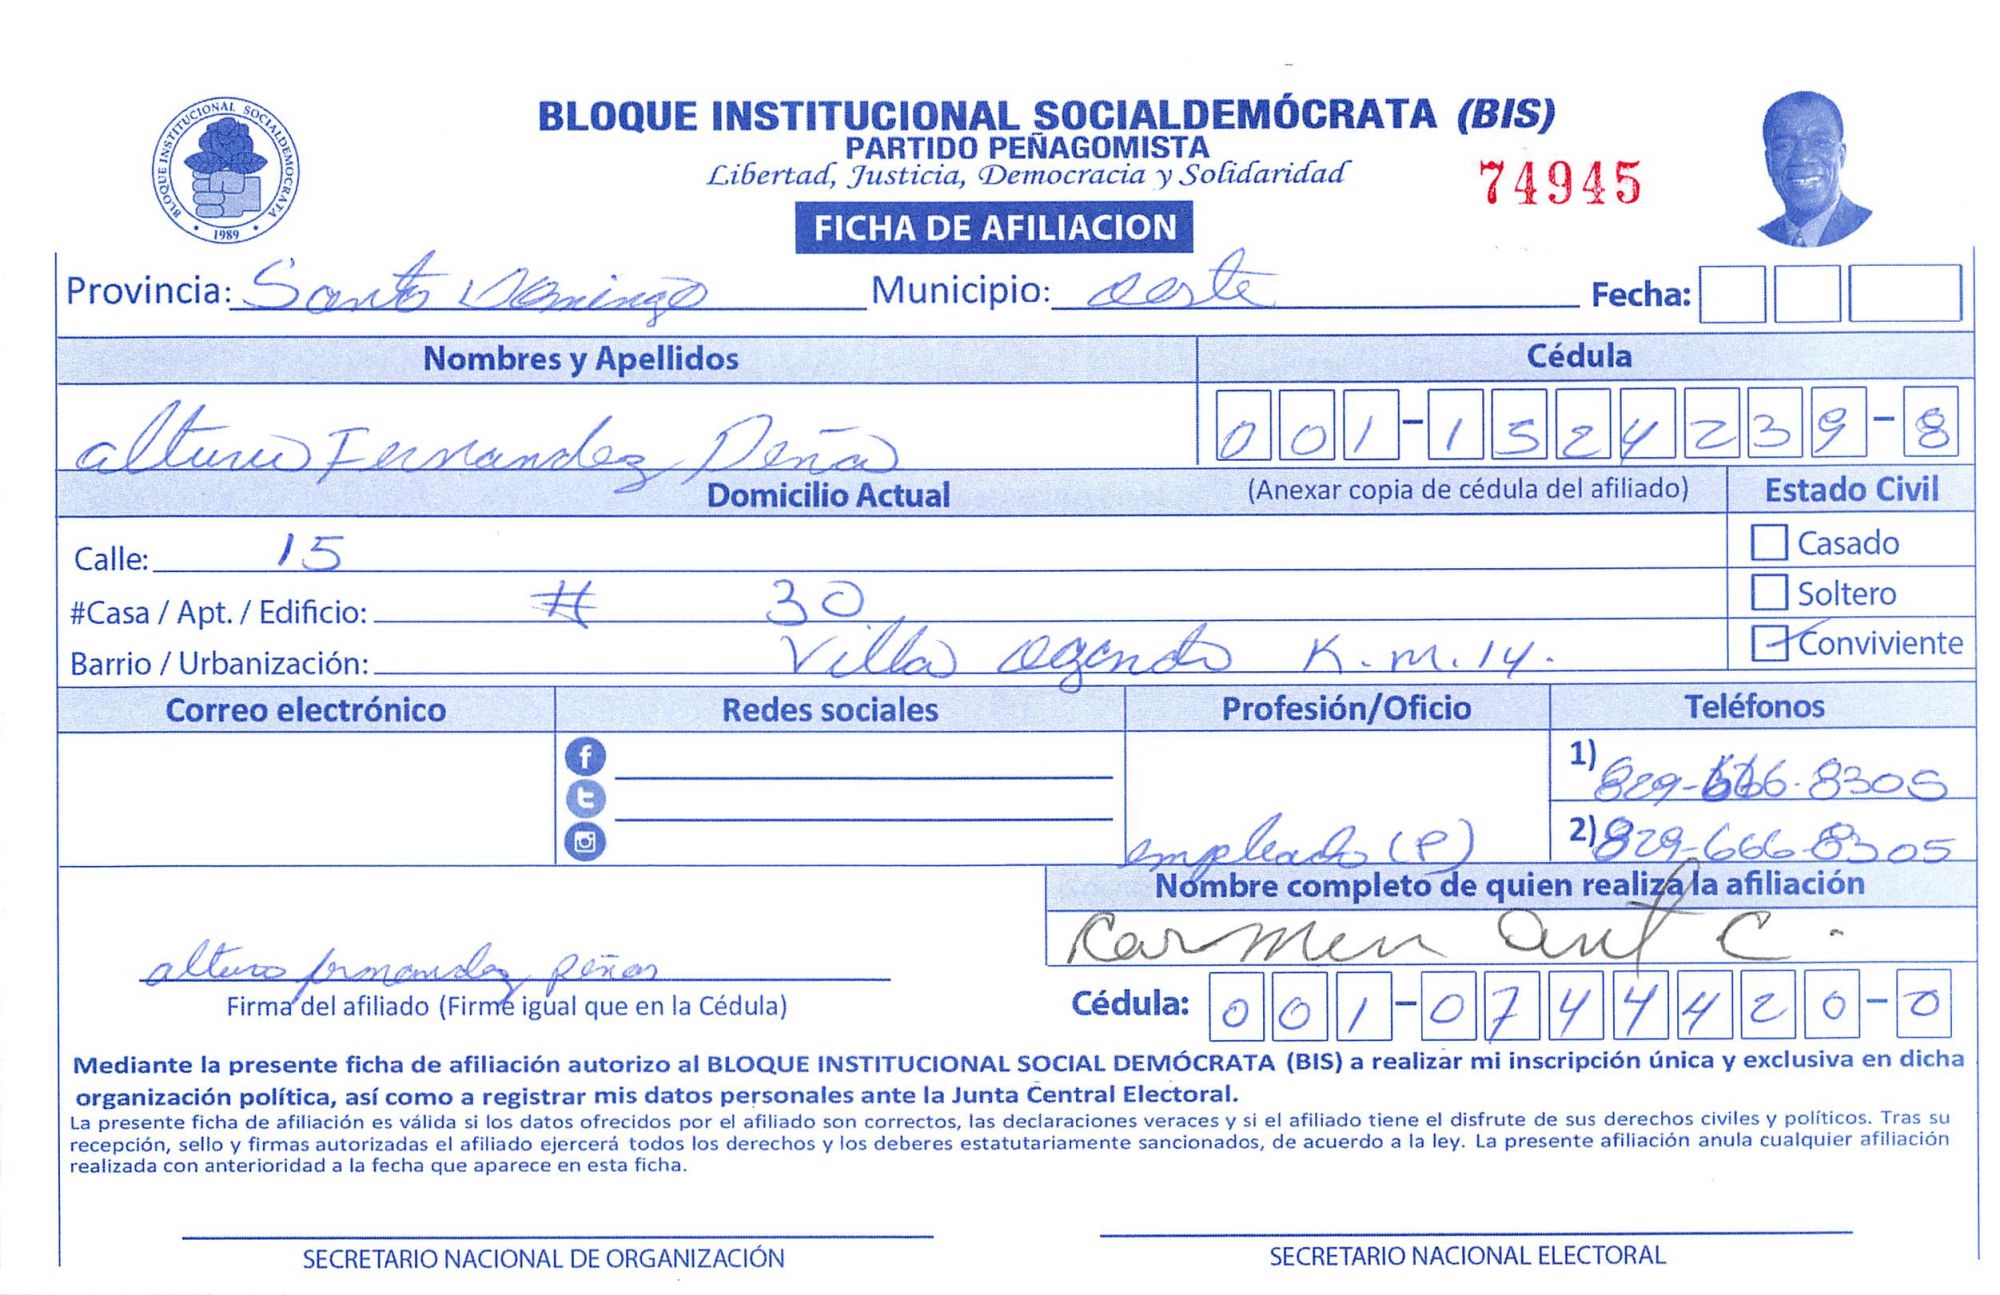 BLOQUE INSTITUCIONAL SOCIALDEMOCRATA
1989
BLOQUE INSTITUCIONAL SOCIALDEMÓCRATA (BIS)
PARTIDO PEÑAGOMISTA
Libertad, Justicia, Democracia y Solidaridad
74945
FICHA DE AFILIACION
Provincia: Santo Domingo Municipio: oeste Fecha:
Nombres y Apellidos Cédula
alturo Fernandez Peña 001-1524239-8
Domicilio Actual (Anexar copia de cédula del afiliado) Estado Civil
Calle: 15 Casado
#Casa / Apt. / Edificio: # 30 Soltero
Barrio / Urbanización: Villa agenda K.m.14. Conviviente
Correo electrónico Redes sociales Profesión/Oficio Teléfonos
1) 829-666-8305
empleado (P) 2) 829-666-8305
Nombre completo de quien realiza la afiliación
Karmen Ant C.
alturo fernandez peña
Firma del afiliado (Firme igual que en la Cédula) Cédula: 001-0744420-0
Mediante la presente ficha de afiliación autorizo al BLOQUE INSTITUCIONAL SOCIAL DEMÓCRATA (BIS) a realizar mi inscripción única y exclusiva en dicha
organización política, así como a registrar mis datos personales ante la Junta Central Electoral.
La presente ficha de afiliación es válida si los datos ofrecidos por el afiliado son correctos, las declaraciones veraces y si el afiliado tiene el disfrute de sus derechos civiles y políticos. Tras su
recepción, sello y firmas autorizadas el afiliado ejercerá todos los derechos y los deberes estatutariamente sancionados, de acuerdo a la ley. La presente afiliación anula cualquier afiliación
realizada con anterioridad a la fecha que aparece en esta ficha.
SECRETARIO NACIONAL DE ORGANIZACIÓN SECRETARIO NACIONAL ELECTORAL